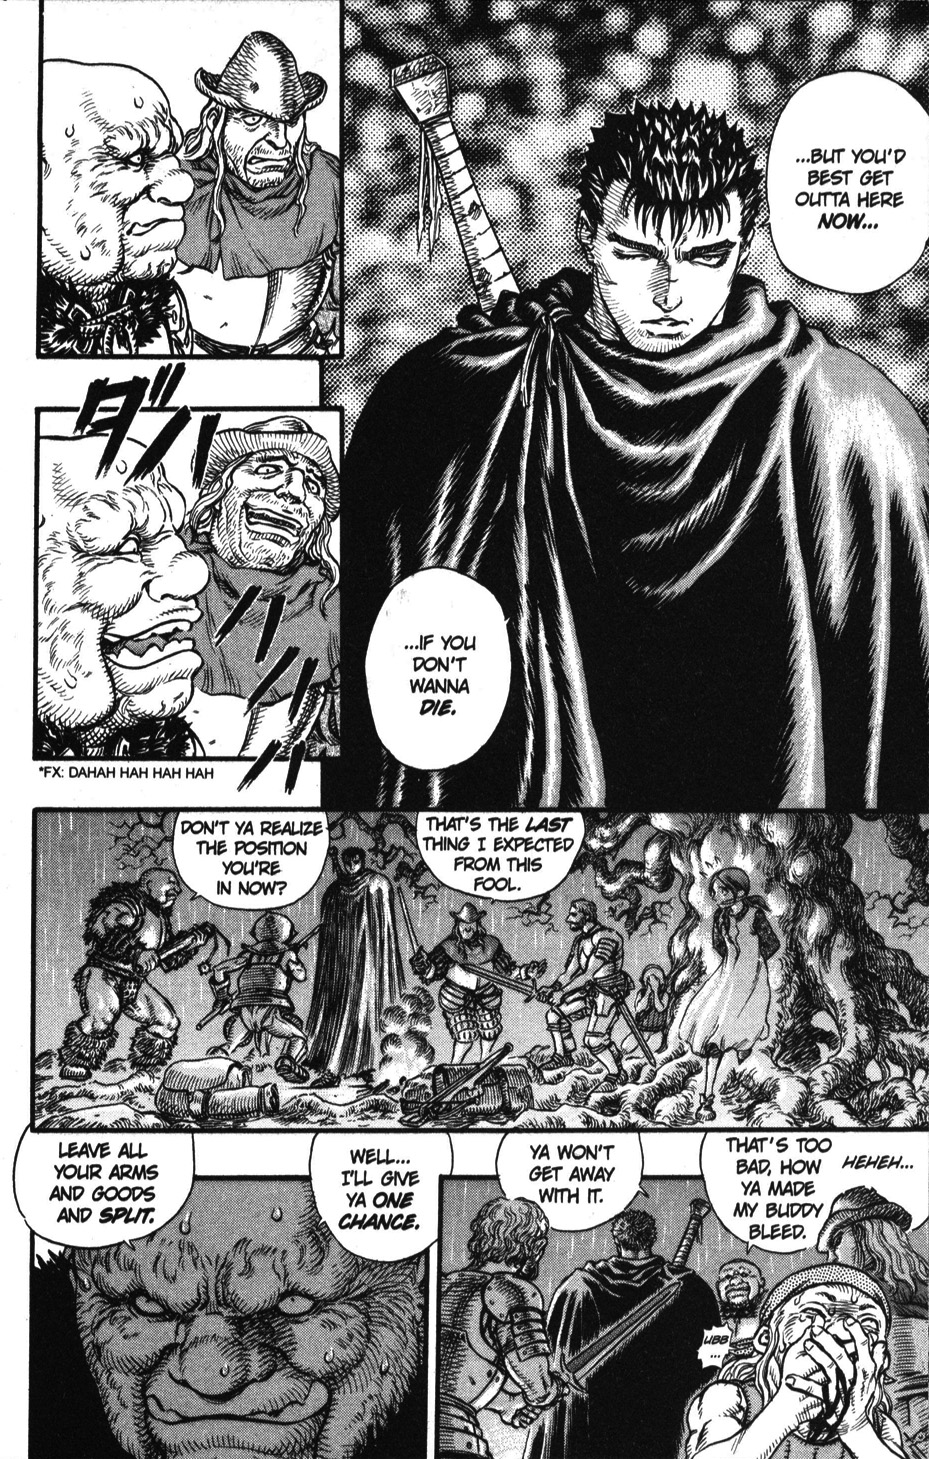 ...BUT YOU'D
BEST GET
OUTTA HERE
NOW...
...IF YOU
DON'T
WANNA
DIE.
ダハッ
ハハハ
*FX: DAHAH HAH HAH HAH
THAT'S THE LAST
THING I EXPECTED
FROM THIS
FOOL.
DON'T YA REALIZE
THE POSITION
YOU'RE
IN NOW?
HEHEH...
THAT'S TOO
BAD, HOW
YA MADE
MY BUDDY
BLEED.
UBB
...
YA WON'T
GET AWAY
WITH IT.
WELL...
I'LL GIVE
YA ONE
CHANCE.
LEAVE ALL
YOUR ARMS
AND GOODS
AND SPLIT.